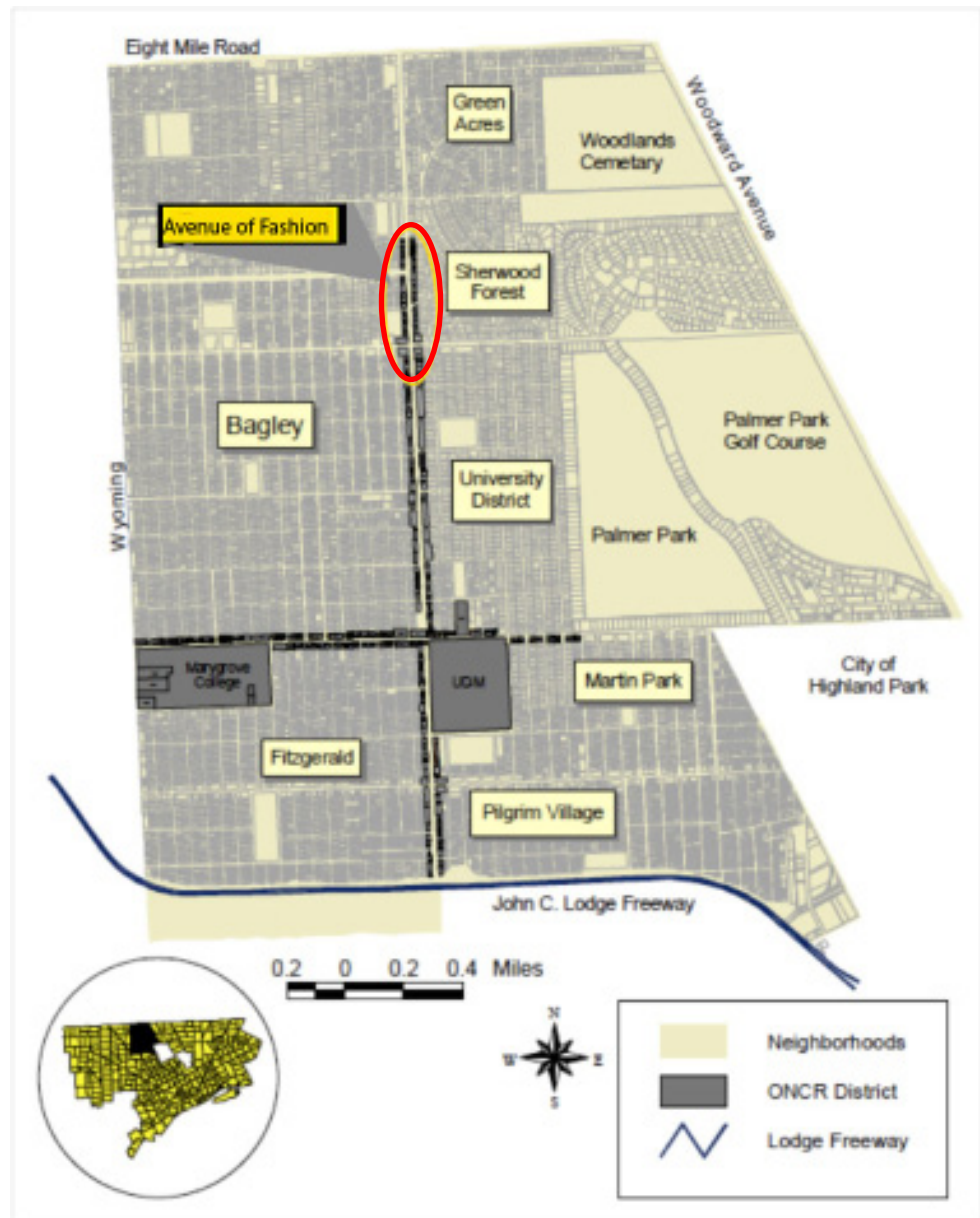 Eight Mile Road
Green
Acres
Woodlands
Cemetary
Woodward Avenue
Avenue of Fashion
Sherwood
Forest
Bagley
Palmer Park
Golf Course
Wyoming
University
District
Palmer Park
Marygrove
College
UDM
Martin Park
City of
Highland Park
Fitzgerald
Pilgrim Village
John C. Lodge Freeway
0.2 0 0.2 0.4 Miles
N
W E
S
Neighborhoods
ONCR District
Lodge Freeway